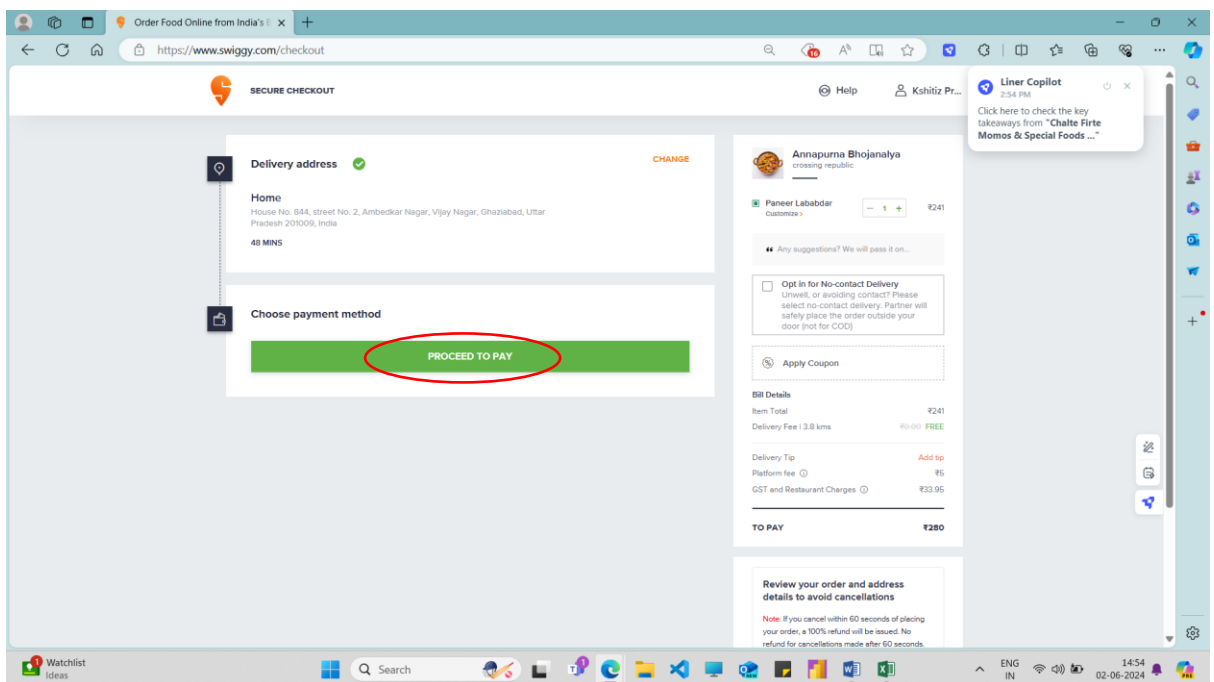 Order Food Online from India's B
https://www.swiggy.com/checkout
16
SECURE CHECKOUT
Help
Kshitiz Pr...
Liner Copilot
2:54 PM
Click here to check the key
takeaways from "Chalte Firte
Momos & Special Foods ..."
Delivery address
CHANGE
Home
House No. 844, street No. 2, Ambedkar Nagar, Vijay Nagar, Ghaziabad, Uttar
Pradesh 201009, India
48 MINS
Choose payment method
PROCEED TO PAY
Annapurna Bhojanalya
crossing republic
Paneer Lababdar
Customize >
− 1 +
₹241
❝ Any suggestions? We will pass it on...
Opt in for No-contact Delivery
Unwell, or avoiding contact? Please
select no-contact delivery. Partner will
safely place the order outside your
door (not for COD)
Apply Coupon
Bill Details
Item Total ₹241
Delivery Fee | 3.8 kms ₹0.00 FREE
Delivery Tip Add tip
Platform fee ₹5
GST and Restaurant Charges ₹33.95
TO PAY ₹280
Review your order and address
details to avoid cancellations
Note: If you cancel within 60 seconds of placing
your order, a 100% refund will be issued. No
refund for cancellations made after 60 seconds.
1
Watchlist
Ideas
Search
NEW
ENG
IN
14:54
02-06-2024
PRE